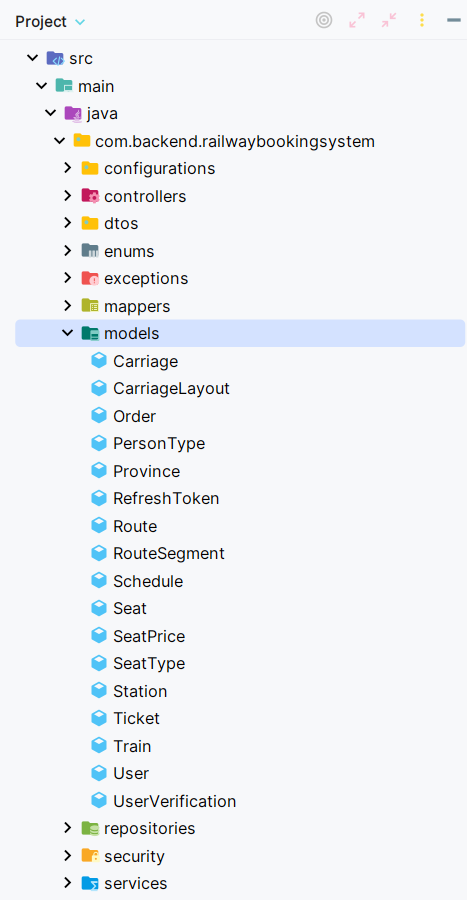 Project
src
main
java
com.backend.railwaybookingsystem
configurations
controllers
dtos
enums
exceptions
mappers
models
Carriage
CarriageLayout
Order
PersonType
Province
RefreshToken
Route
RouteSegment
Schedule
Seat
SeatPrice
SeatType
Station
Ticket
Train
User
UserVerification
repositories
security
services